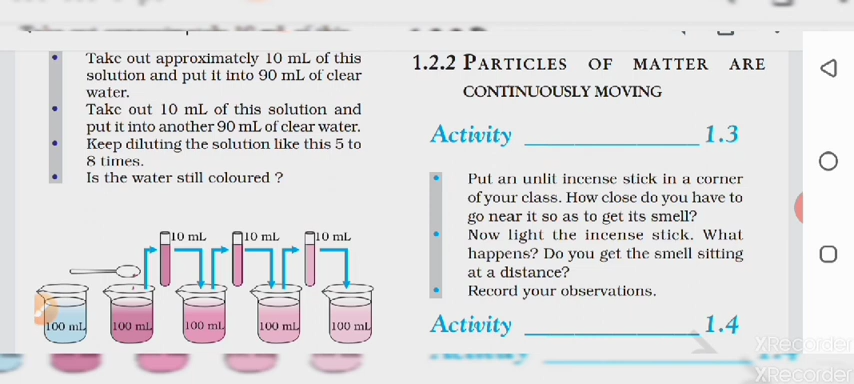 Take out approximately 10 mL of this
solution and put it into 90 mL of clear
water.
Take out 10 mL of this solution and
put it into another 90 mL of clear water.
Keep diluting the solution like this 5 to
8 times.
Is the water still coloured ?
10 mL
10 mL
10 mL
100 mL
100 mL
100 mL
100 mL
100 mL
1.2.2 PARTICLES OF MATTER ARE
CONTINUOUSLY MOVING
Activity ______________ 1.3
Put an unlit incense stick in a corner
of your class. How close do you have to
go near it so as to get its smell?
Now light the incense stick. What
happens? Do you get the smell sitting
at a distance?
Record your observations.
Activity ______________ 1.4
XRecorder
XRecorder